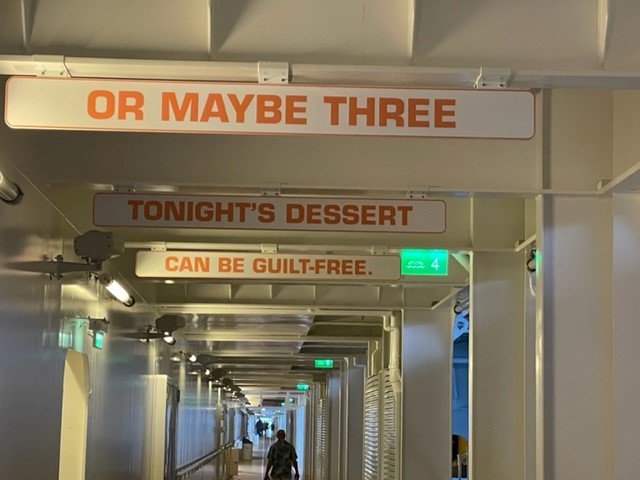 OR MAYBE THREE
TONIGHT'S DESSERT
CAN BE GUILT-FREE.
4